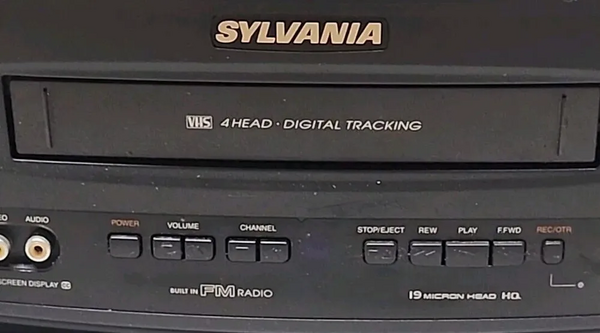 SYLVANIA
VHS 4 HEAD · DIGITAL TRACKING
AUDIO POWER VOLUME CHANNEL STOP/EJECT REW PLAY F.FWD REC/OTR
SCREEN DISPLAY CC BUILT IN FM RADIO 19 MICRON HEAD HQ